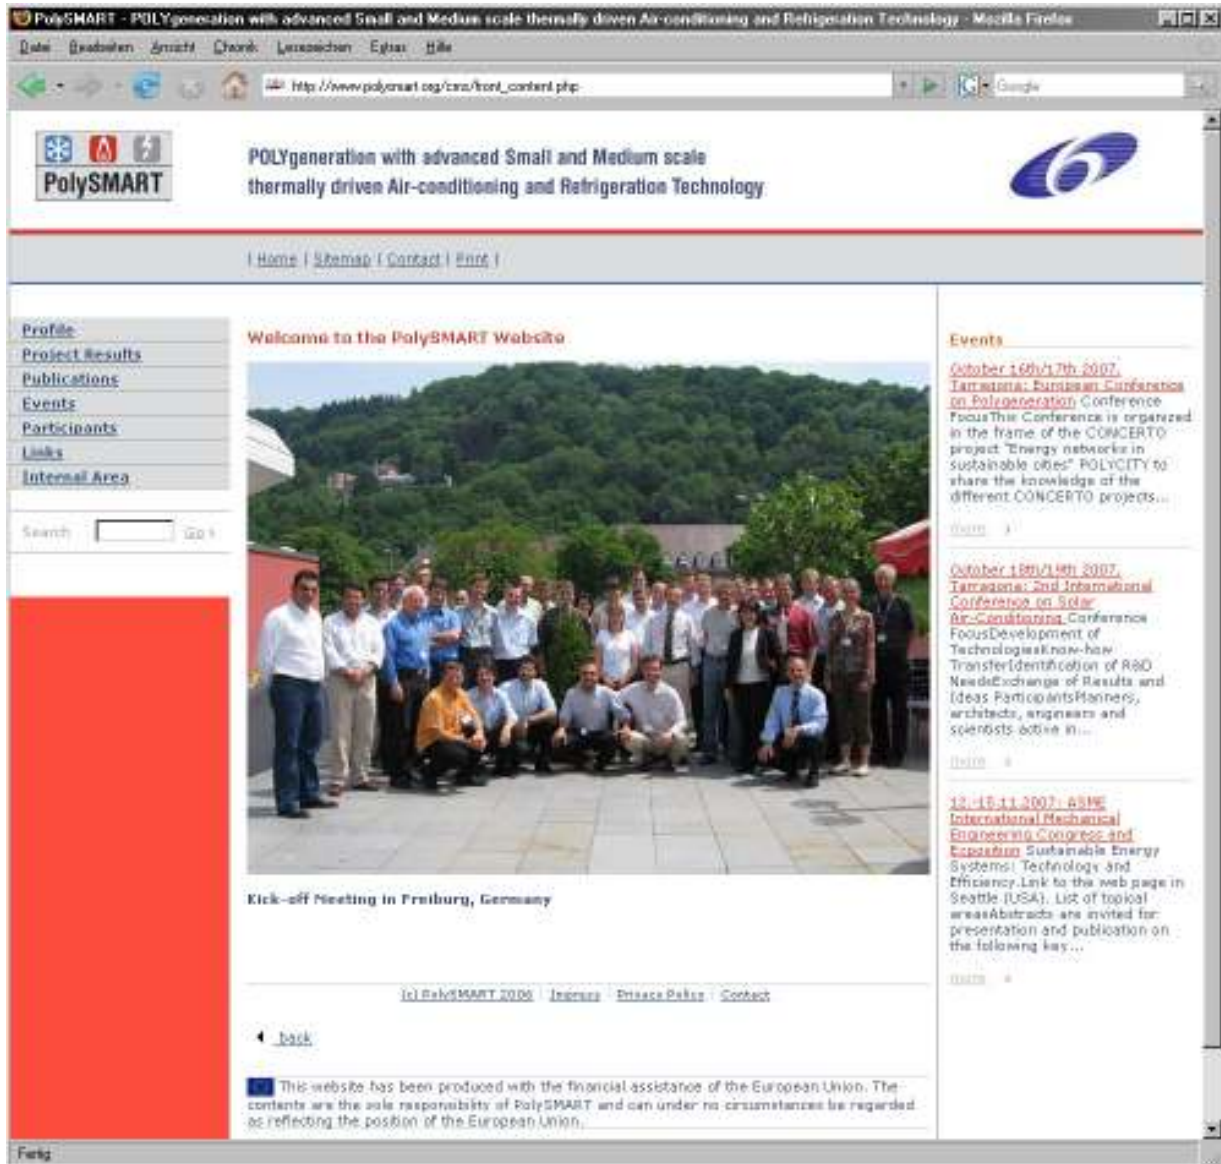 PolySMART - POLYgeneration with advanced Small and Medium scale thermally driven Air-conditioning and Refrigeration Technology - Mozilla Firefox
Datei Bearbeiten Ansicht Chronik Lesezeichen Extras Hilfe
http://www.polysmart.org/cms/front_content.php
Google
PolySMART
POLYgeneration with advanced Small and Medium scale
thermally driven Air-conditioning and Refrigeration Technology
6
| Home | Sitemap | Contact | Print |
Profile
Project Results
Publications
Events
Participants
Links
Internal Area
Search Go
Welcome to the PolySMART Website
Kick-off Meeting in Freiburg, Germany
Events
October 16th/17th 2007,
Tarragona: European Conference
on Polygeneration Conference
FocusThis Conference is organized
in the frame of the CONCERTO
project "Energy networks in
sustainable cities" POLYCITY to
share the knowledge of the
different CONCERTO projects...
more
October 18th/19th 2007,
Tarragona: 2nd International
Conference on Solar
Air-Conditioning Conference
FocusDevelopment of
TechnologiesKnow-how
TransferIdentification of R&D
NeedsExchange of Results and
Ideas ParticipantsPlanners,
architects, engineers and
scientists active in...
more
12.-15.11.2007: ASME
International Mechanical
Engineering Congress and
Exposition Sustainable Energy
Systems: Technology and
Efficiency.Link to the web page in
Seattle (USA). List of topical
areasAbstracts are invited for
presentation and publication on
the following key...
more
(c) PolySMART 2006 | Impress | Privacy Policy | Contact
back
This website has been produced with the financial assistance of the European Union. The
contents are the sole responsibility of PolySMART and can under no circumstances be regarded
as reflecting the position of the European Union.
Fertig